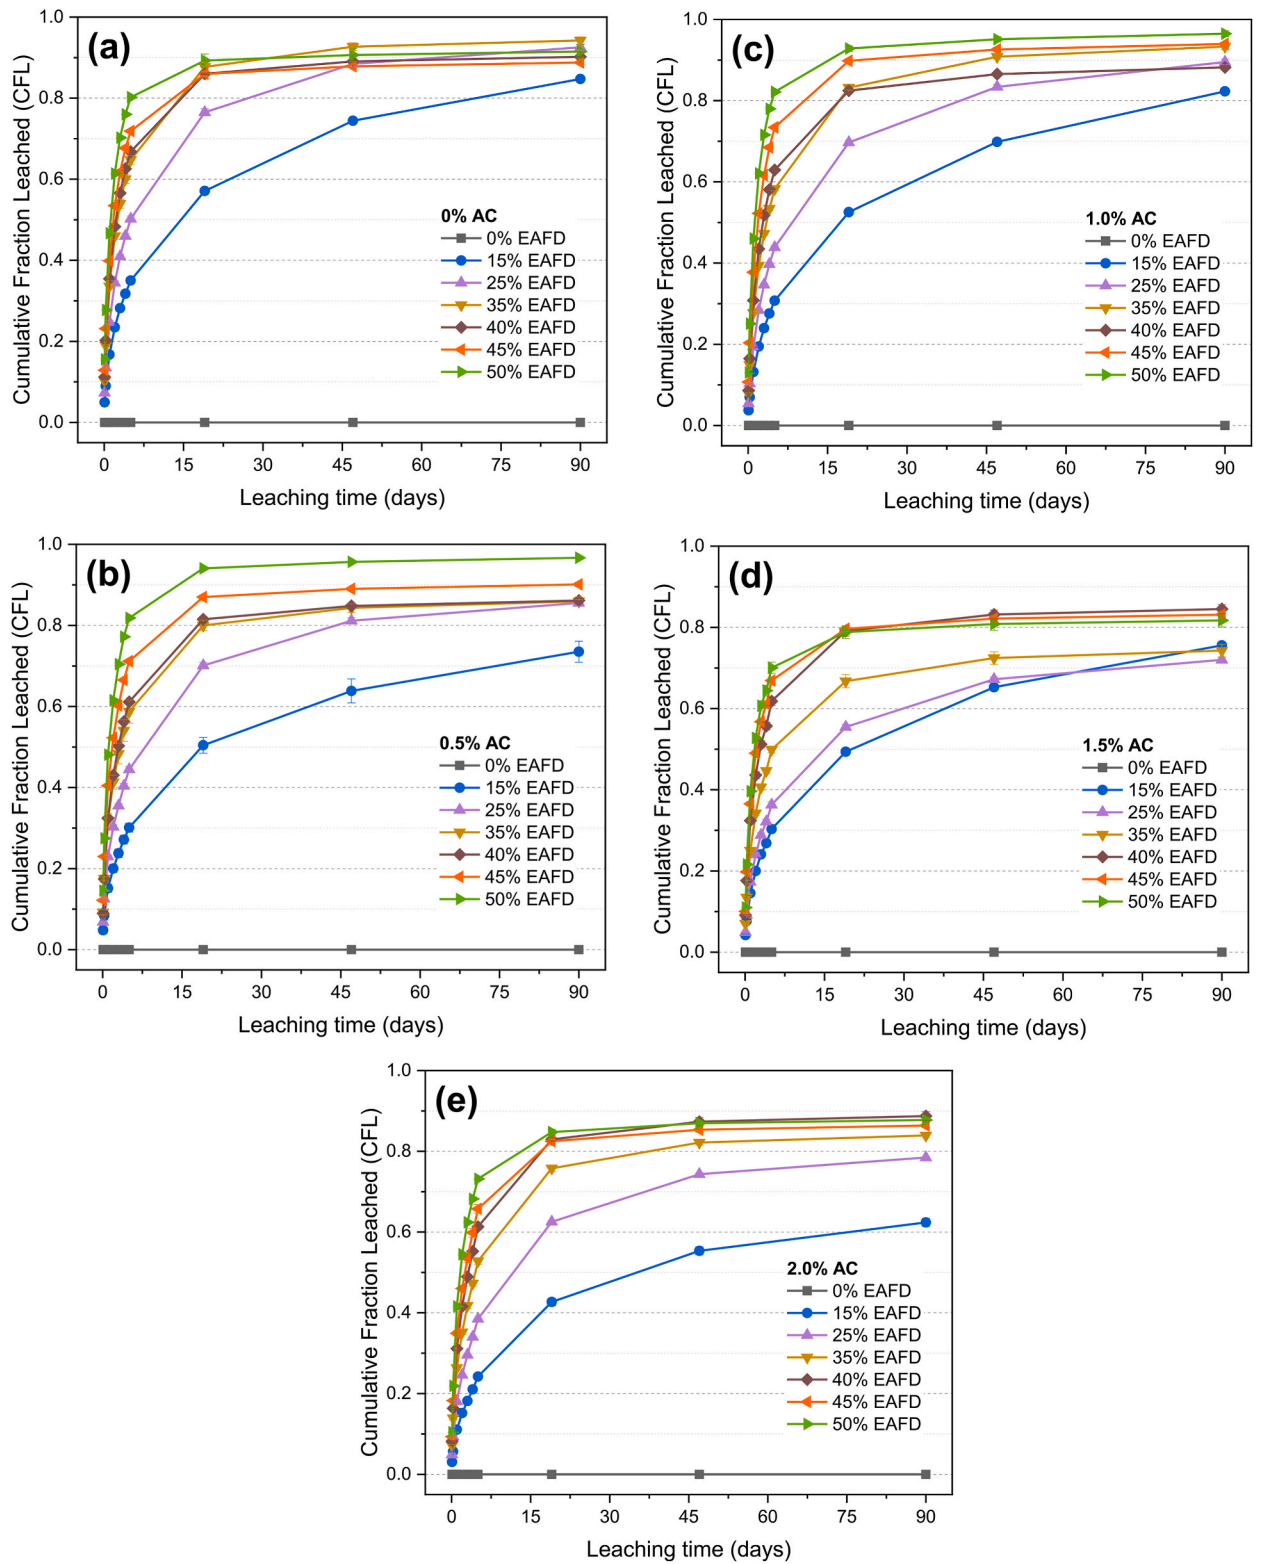 (a)
Cumulative Fraction Leached (CFL)
1.0
0.8
0.6
0.4
0.2
0.0
0% AC
0% EAFD
15% EAFD
25% EAFD
35% EAFD
40% EAFD
45% EAFD
50% EAFD
0 15 30 45 60 75 90
Leaching time (days)
(c)
Cumulative Fraction Leached (CFL)
1.0
0.8
0.6
0.4
0.2
0.0
1.0% AC
0% EAFD
15% EAFD
25% EAFD
35% EAFD
40% EAFD
45% EAFD
50% EAFD
0 15 30 45 60 75 90
Leaching time (days)
(b)
Cumulative Fraction Leached (CFL)
1.0
0.8
0.6
0.4
0.2
0.0
0.5% AC
0% EAFD
15% EAFD
25% EAFD
35% EAFD
40% EAFD
45% EAFD
50% EAFD
0 15 30 45 60 75 90
Leaching time (days)
(d)
Cumulative Fraction Leached (CFL)
1.0
0.8
0.6
0.4
0.2
0.0
1.5% AC
0% EAFD
15% EAFD
25% EAFD
35% EAFD
40% EAFD
45% EAFD
50% EAFD
0 15 30 45 60 75 90
Leaching time (days)
(e)
Cumulative Fraction Leached (CFL)
1.0
0.8
0.6
0.4
0.2
0.0
2.0% AC
0% EAFD
15% EAFD
25% EAFD
35% EAFD
40% EAFD
45% EAFD
50% EAFD
0 15 30 45 60 75 90
Leaching time (days)